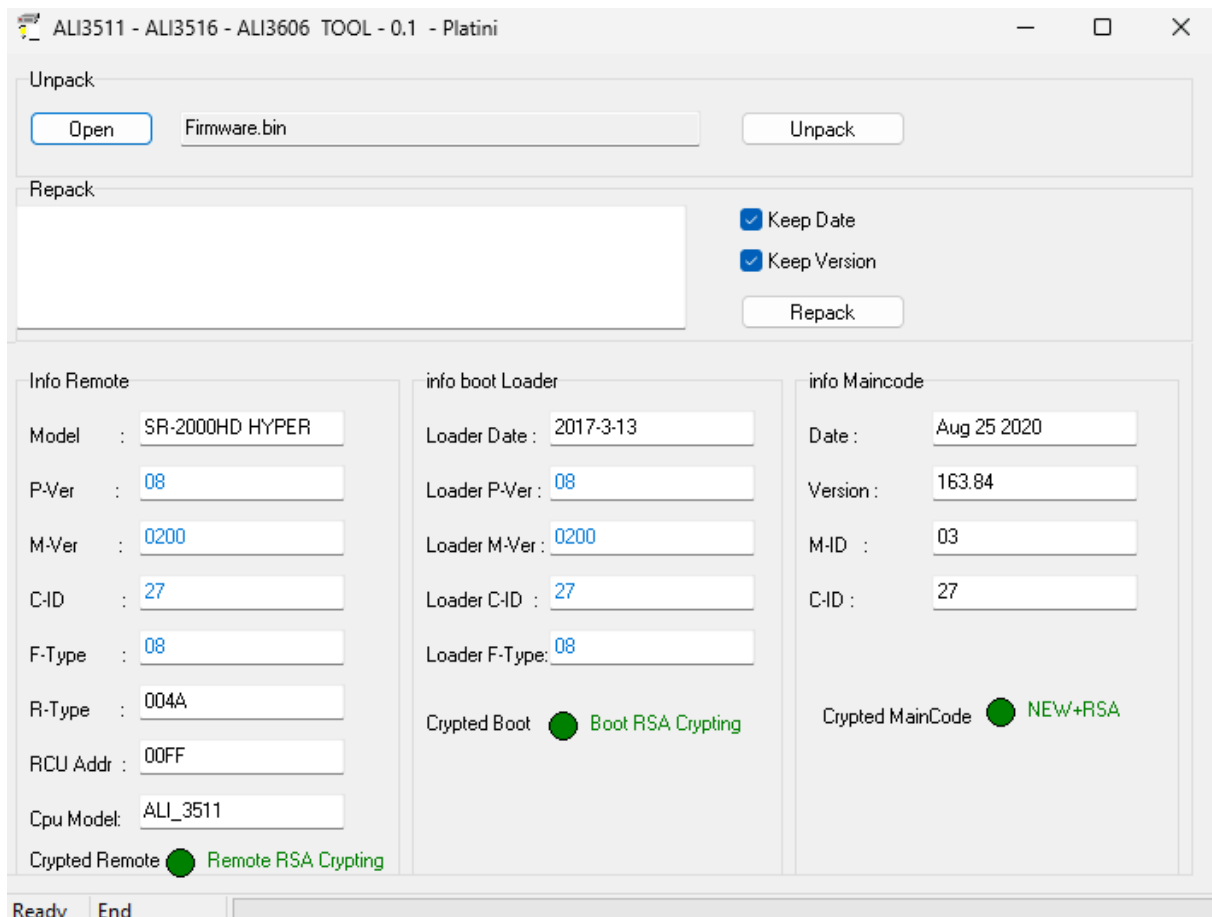 ALI3511 - ALI3516 - ALI3606  TOOL - 0.1  - Platini
Unpack
Open Firmware.bin Unpack
Repack
Keep Date
Keep Version
Repack
Info Remote
Model : SR-2000HD HYPER
P-Ver : 08
M-Ver : 0200
C-ID : 27
F-Type : 08
R-Type : 004A
RCU Addr : 00FF
Cpu Model: ALI_3511
Crypted Remote Remote RSA Crypting
info boot Loader
Loader Date : 2017-3-13
Loader P-Ver : 08
Loader M-Ver : 0200
Loader C-ID : 27
Loader F-Type: 08
Crypted Boot Boot RSA Crypting
info Maincode
Date : Aug 25 2020
Version : 163.84
M-ID : 03
C-ID : 27
Crypted MainCode NEW+RSA
Ready End